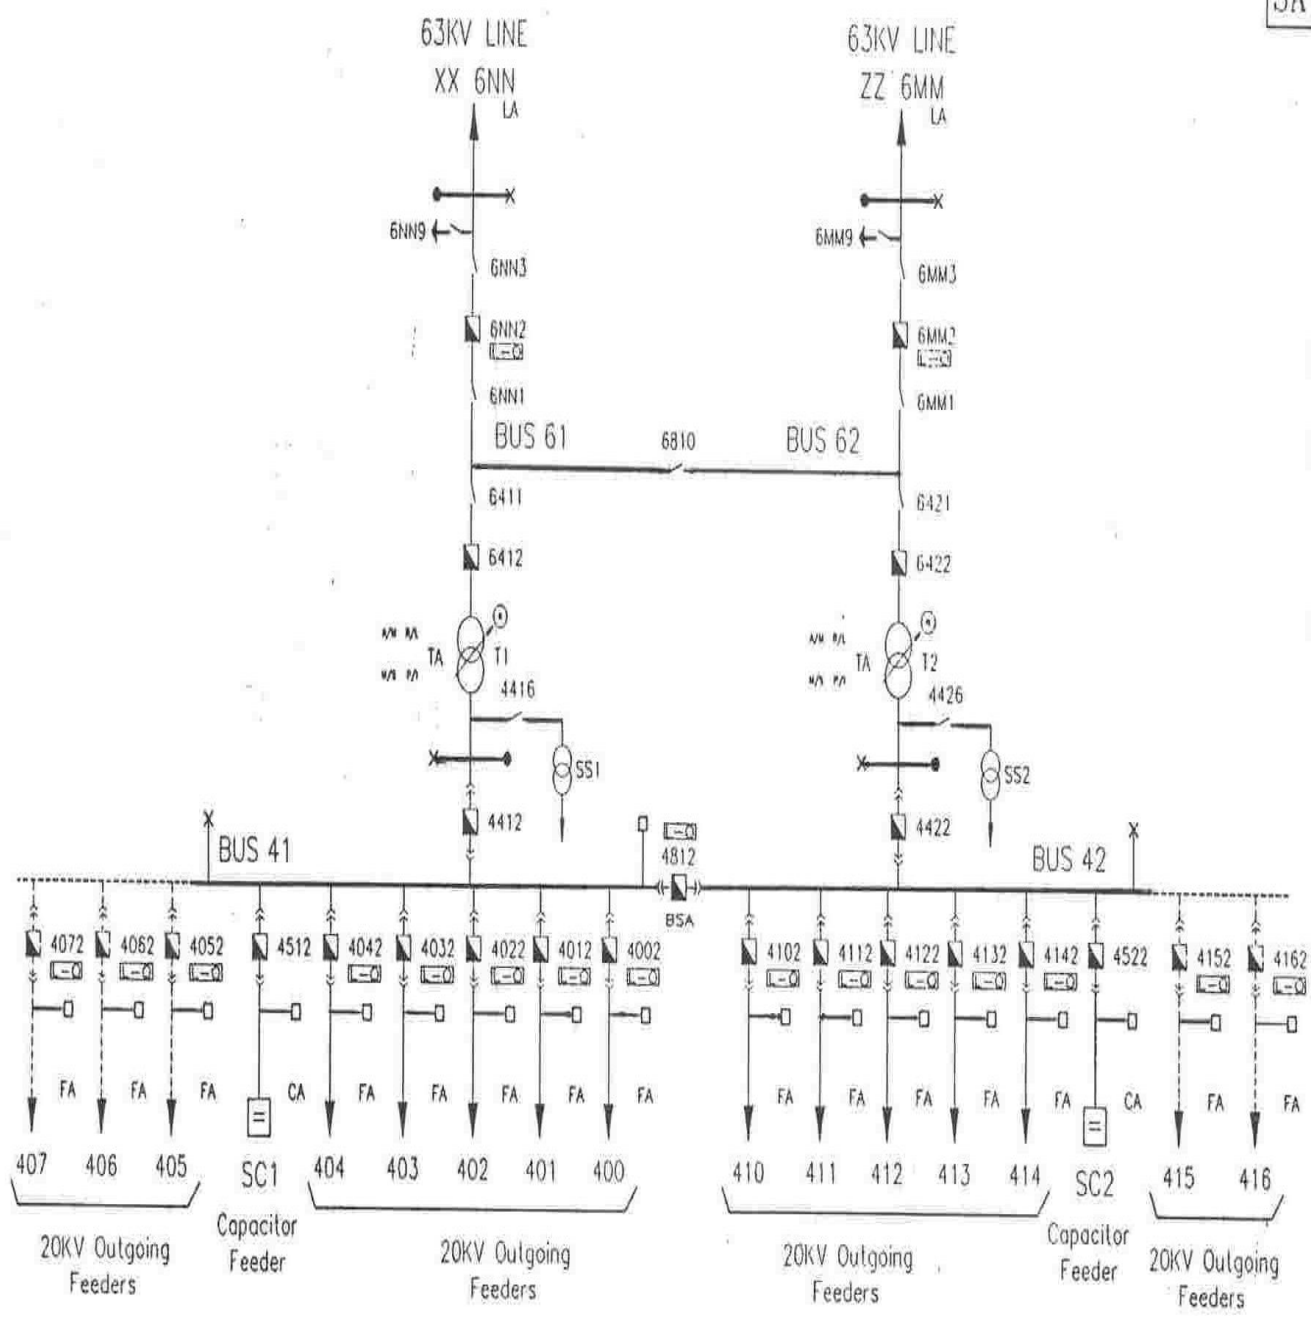 63KV LINE
XX 6NN
LA
63KV LINE
ZZ 6MM
LA
6NN9
6NN3
6NN2
6NN1
6MM9
6MM3
6MM2
6MM1
BUS 61
6810
BUS 62
6411
6412
6421
6422
TA
T1
4416
SS1
4412
TA
T2
4426
SS2
4422
BUS 41
4812
BSA
BUS 42
4072
4062
4052
4512
4042
4032
4022
4012
4002
4102
4112
4122
4132
4142
4522
4152
4162
FA FA FA CA FA FA FA FA FA FA FA FA FA FA CA FA FA
407 406 405 SC1 404 403 402 401 400 410 411 412 413 414 SC2 415 416
20KV Outgoing
Feeders
Capacitor
Feeder
20KV Outgoing
Feeders
20KV Outgoing
Feeders
Capacitor
Feeder
20KV Outgoing
Feeders